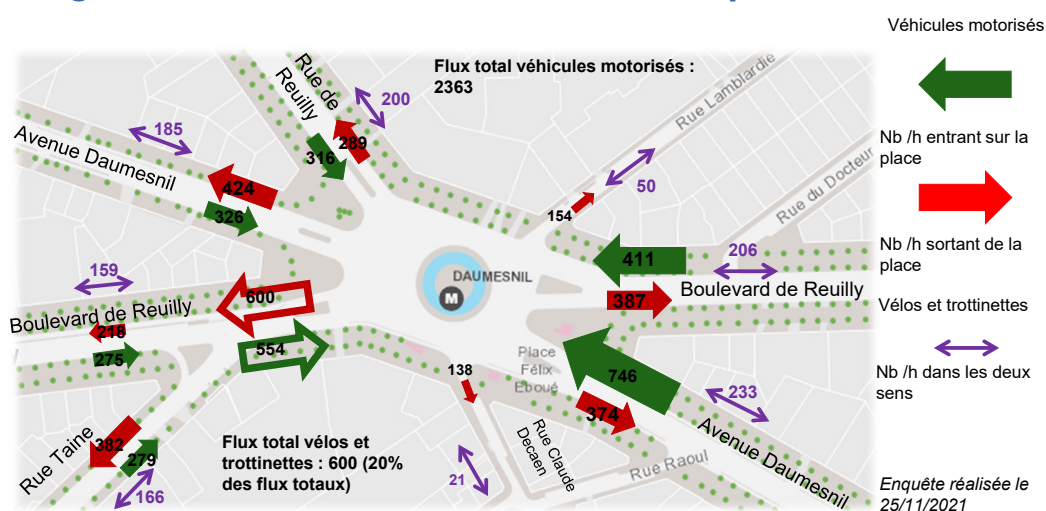 Flux total véhicules motorisés :
2363
Rue de
Reuilly
200
289
316
185
Avenue Daumesnil
424
326
Rue Lamblardie
50
154
Rue du Docteur
206
411
387
Boulevard de Reuilly
DAUMESNIL
M
159
600
Boulevard de Reuilly
218
275
554
Place
Félix
Eboué
138
746
374
233
Avenue Daumesnil
Rue Claude
Decaen
Rue Raoul
21
382
279
Rue Taine
166
Flux total vélos et
trottinettes : 600 (20%
des flux totaux)
Véhicules motorisés
Nb /h entrant sur la
place
Nb /h sortant de la
place
Vélos et trottinettes
Nb /h dans les deux
sens
Enquête réalisée le
25/11/2021